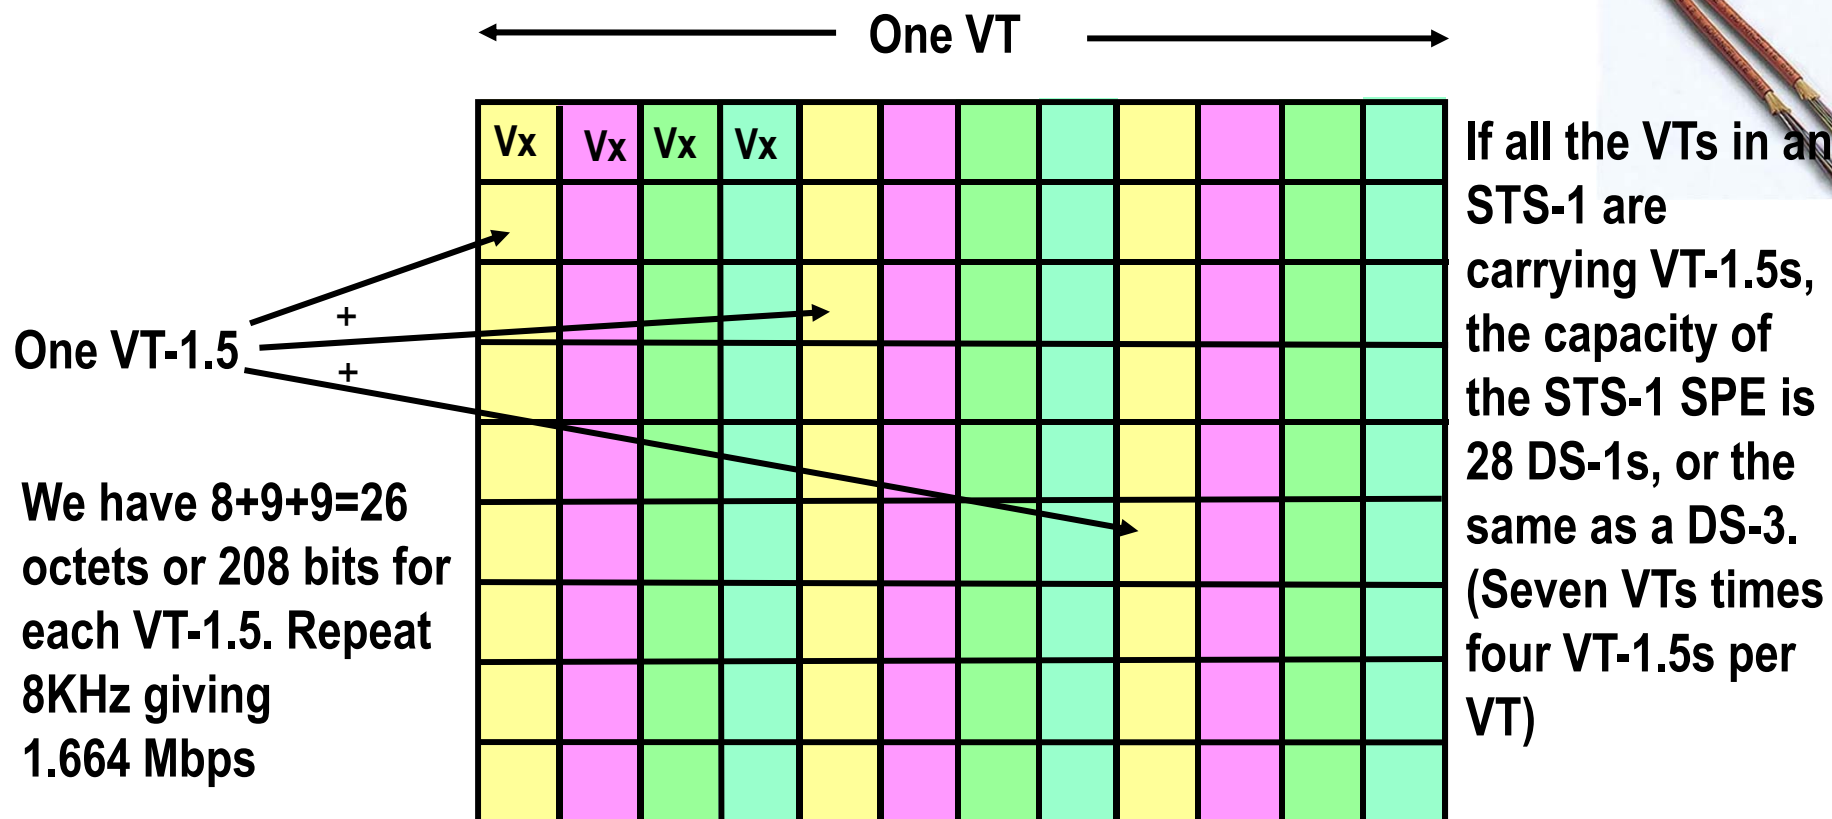 One VT
Vx Vx Vx Vx
One VT-1.5
+
+
We have 8+9+9=26
octets or 208 bits for
each VT-1.5. Repeat
8KHz giving
1.664 Mbps
If all the VTs in an
STS-1 are
carrying VT-1.5s,
the capacity of
the STS-1 SPE is
28 DS-1s, or the
same as a DS-3.
(Seven VTs times
four VT-1.5s per
VT)